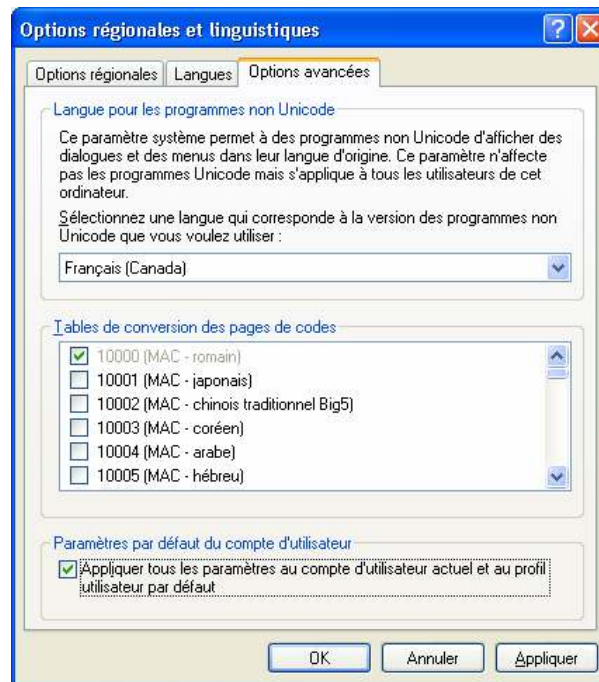 Options régionales et linguistiques
Options régionales
Langues
Options avancées
Langue pour les programmes non Unicode
Ce paramètre système permet à des programmes non Unicode d'afficher des
dialogues et des menus dans leur langue d'origine. Ce paramètre n'affecte
pas les programmes Unicode mais s'applique à tous les utilisateurs de cet
ordinateur.
Sélectionnez une langue qui corresponde à la version des programmes non
Unicode que vous voulez utiliser :
Français (Canada)
Tables de conversion des pages de codes
10000 (MAC - romain)
10001 (MAC - japonais)
10002 (MAC - chinois traditionnel Big5)
10003 (MAC - coréen)
10004 (MAC - arabe)
10005 (MAC - hébreu)
Paramètres par défaut du compte d'utilisateur
Appliquer tous les paramètres au compte d'utilisateur actuel et au profil
utilisateur par défaut
OK
Annuler
Appliquer